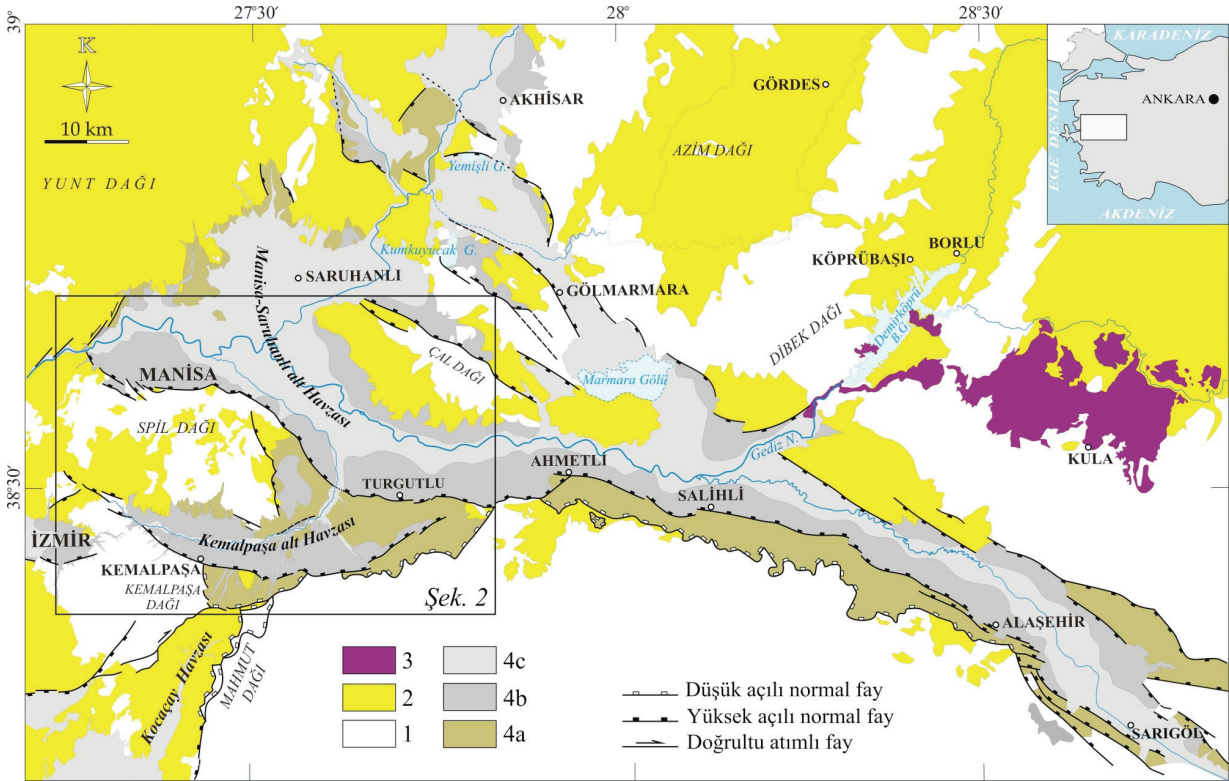 27°30'
28°
28°30'
39°
38°30'
K
10 km
YUNT DAĞI
AKHİSAR
GÖRDES
AZİM DAĞI
KARADENİZ
ANKARA
EGE DENİZİ
AKDENİZ
Yemişli G.
Kumkuyucak G.
SARUHANLI
GÖLMARMARA
KÖPRÜBAŞI
BORLU
Demirköprü
B.G.
DİBEK DAĞI
Manisa-Saruhanlı alt Havzası
ÇAL DAĞI
Marmara Gölü
MANİSA
SPİL DAĞI
Gediz N.
KULA
AHMETLİ
TURGUTLU
SALİHLİ
İZMİR
Kemalpaşa alt Havzası
KEMALPAŞA
KEMALPAŞA
DAĞI
Şek. 2
ALAŞEHİR
MAHMUT
DAĞI
Kocaçay Havzası
SARIGÖL
3
2
1
4c
4b
4a
Düşük açılı normal fay
Yüksek açılı normal fay
Doğrultu atımlı fay